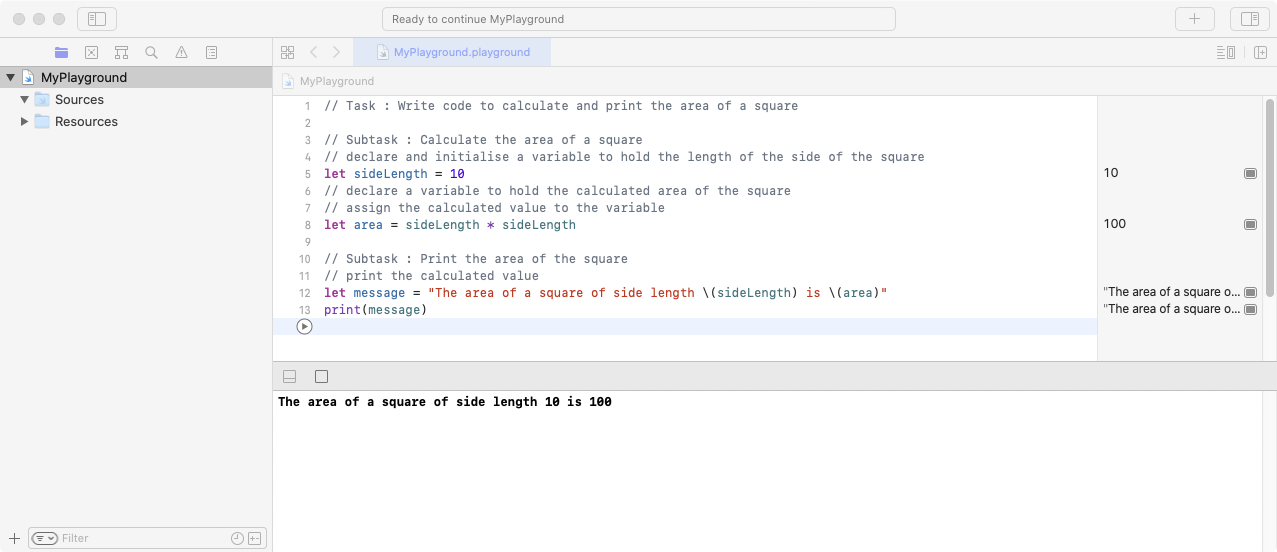 Ready to continue MyPlayground
MyPlayground.playground
MyPlayground
Sources
Resources
MyPlayground
1 // Task : Write code to calculate and print the area of a square
2
3 // Subtask : Calculate the area of a square
4 // declare and initialise a variable to hold the length of the side of the square
5 let sideLength = 10
10
6 // declare a variable to hold the calculated area of the square
7 // assign the calculated value to the variable
8 let area = sideLength * sideLength
100
9
10 // Subtask : Print the area of the square
11 // print the calculated value
12 let message = "The area of a square of side length \(sideLength) is \(area)"
"The area of a square o...
13 print(message)
"The area of a square o...
The area of a square of side length 10 is 100
Filter